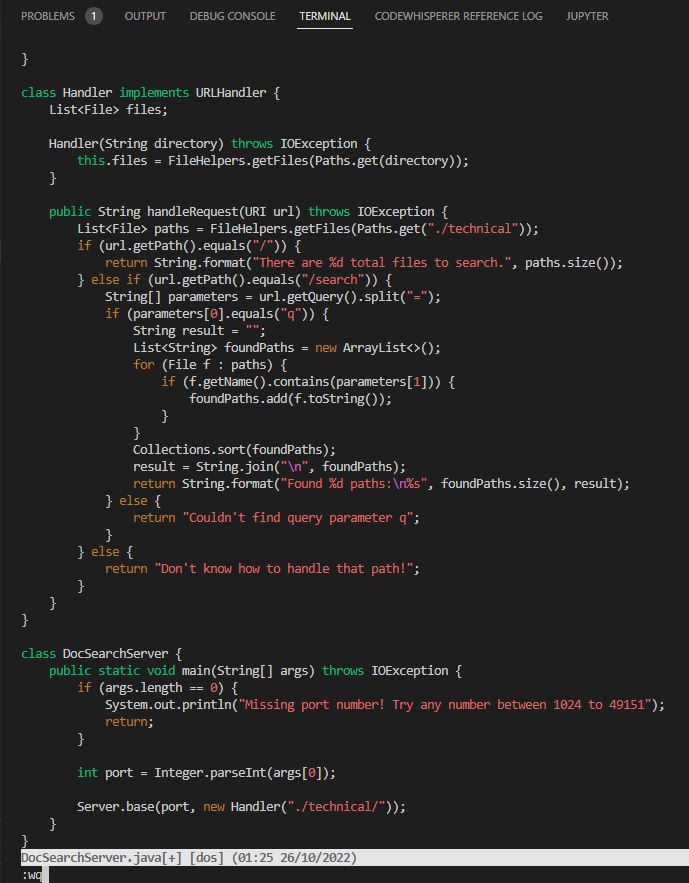 PROBLEMS 1 OUTPUT DEBUG CONSOLE TERMINAL CODEWHISPERER REFERENCE LOG JUPYTER
}
class Handler implements URLHandler {
    List<File> files;

    Handler(String directory) throws IOException {
        this.files = FileHelpers.getFiles(Paths.get(directory));
    }

    public String handleRequest(URI url) throws IOException {
        List<File> paths = FileHelpers.getFiles(Paths.get("./technical"));
        if (url.getPath().equals("/")) {
            return String.format("There are %d total files to search.", paths.size());
        } else if (url.getPath().equals("/search")) {
            String[] parameters = url.getQuery().split("=");
            if (parameters[0].equals("q")) {
                String result = "";
                List<String> foundPaths = new ArrayList<>();
                for (File f : paths) {
                    if (f.getName().contains(parameters[1])) {
                        foundPaths.add(f.toString());
                    }
                }
                Collections.sort(foundPaths);
                result = String.join("\n", foundPaths);
                return String.format("Found %d paths:\n%s", foundPaths.size(), result);
            } else {
                return "Couldn't find query parameter q";
            }
        } else {
            return "Don't know how to handle that path!";
        }
    }
}

class DocSearchServer {
    public static void main(String[] args) throws IOException {
        if (args.length == 0) {
            System.out.println("Missing port number! Try any number between 1024 to 49151");
            return;
        }

        int port = Integer.parseInt(args[0]);

        Server.base(port, new Handler("./technical/"));
    }
}
DocSearchServer.java[+] [dos] (01:25 26/10/2022)
:wq